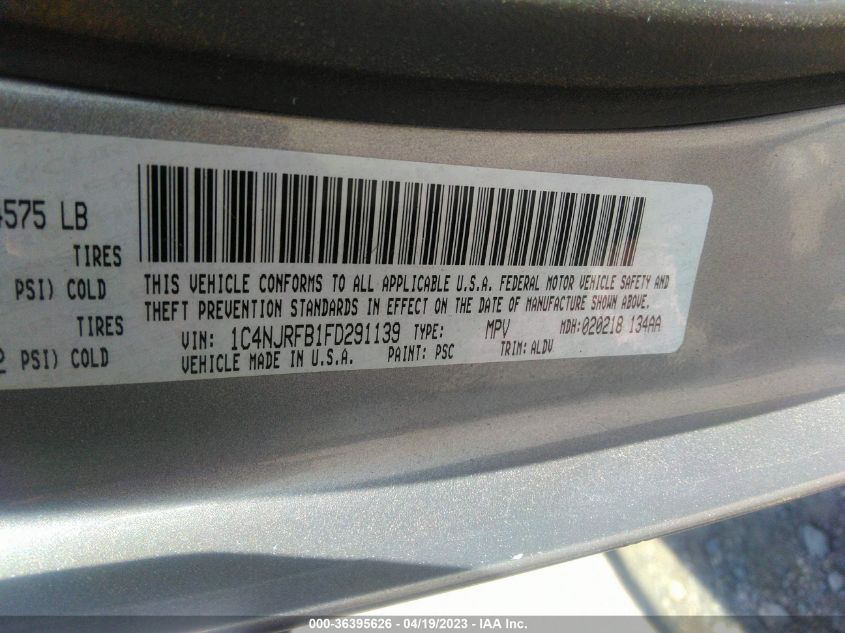 4575 LB
TIRES
PSI) COLD
TIRES
2 PSI) COLD
THIS VEHICLE CONFORMS TO ALL APPLICABLE U.S.A. FEDERAL MOTOR VEHICLE SAFETY AND
THEFT PREVENTION STANDARDS IN EFFECT ON THE DATE OF MANUFACTURE SHOWN ABOVE.
VIN: 1C4NJRFB1FD291139 TYPE: MPV MDH:020218 134AA
VEHICLE MADE IN U.S.A. PAINT: PSC TRIM: ALDV
000-36395626 - 04/19/2023 - IAA Inc.